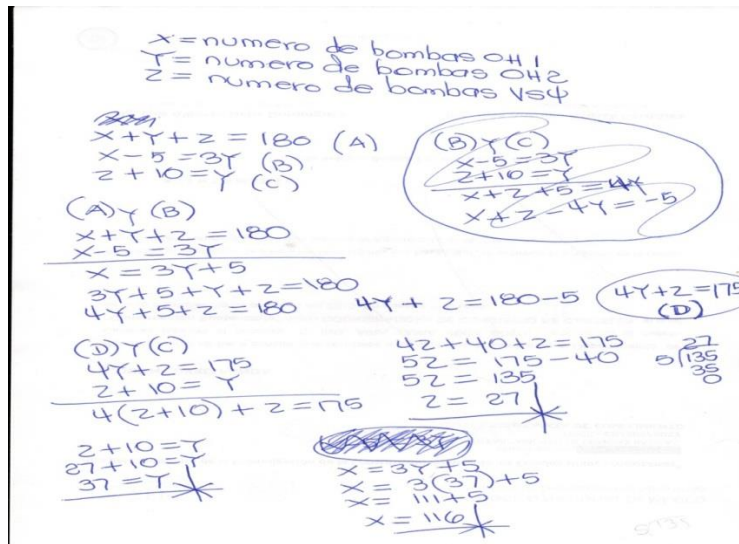 X = numero de bombas OH1
Y = numero de bombas OH2
Z = numero de bombas VS4
X + Y + Z = 180 (A)
X - 5 = 3Y (B)
Z + 10 = Y (C)
(B) Y (C)
X - 5 = 3Y
Z + 10 = Y
X + Z + 5 = 4Y
X + Z - 4Y = -5
(A) Y (B)
X + Y + Z = 180
X - 5 = 3Y
X = 3Y + 5
3Y + 5 + Y + Z = 180
4Y + 5 + Z = 180
4Y + Z = 180 - 5
4Y + Z = 175
(D)
(D) Y (C)
4Y + Z = 175
Z + 10 = Y
4(Z + 10) + Z = 175
4Z + 40 + Z = 175
5Z = 175 - 40
5Z = 135
Z = 27
27
5 135
35
0
Z + 10 = Y
27 + 10 = Y
37 = Y
X = 3Y + 5
X = 3(37) + 5
X = 111 + 5
X = 116